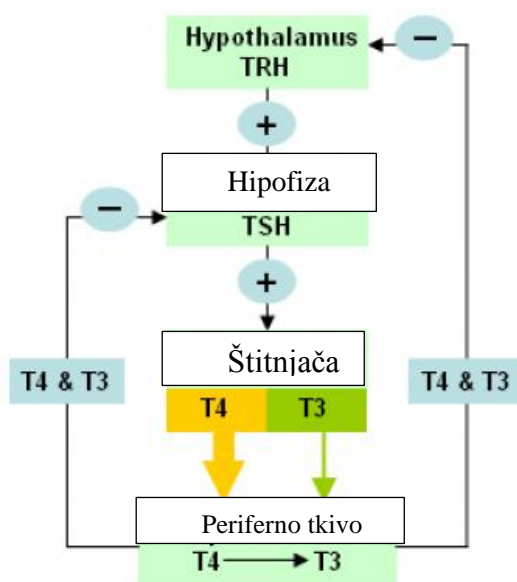 Hypothalamus
TRH
−
+
Hipofiza
−
TSH
+
Štitnjača
T4 & T3
T4 & T3
T4 T3
Periferno tkivo
T4 T3